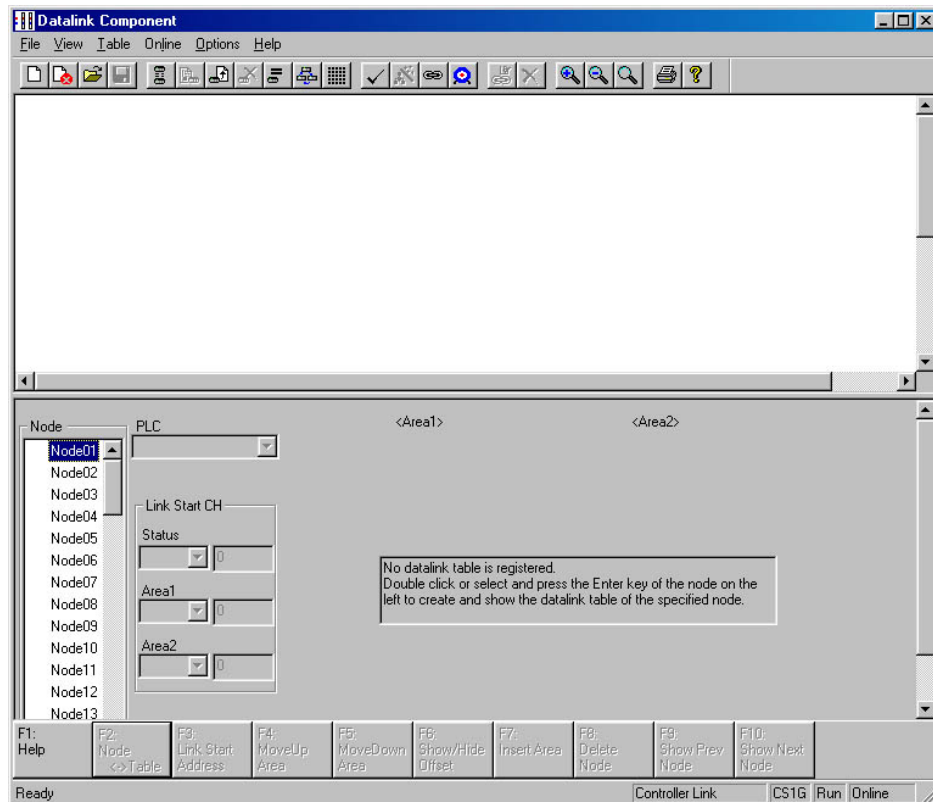 Datalink Component
File View Table Online Options Help
<Area1> <Area2>
Node
Node01
Node02
Node03
Node04
Node05
Node06
Node07
Node08
Node09
Node10
Node11
Node12
Node13
PLC
Link Start CH
Status
0
Area1
0
Area2
0
No datalink table is registered.
Double click or select and press the Enter key of the node on the
left to create and show the datalink table of the specified node.
F1:
Help
F2:
Node
<->Table
F3:
Link Start
Address
F4:
MoveUp
Area
F5:
MoveDown
Area
F6:
Show/Hide
Offset
F7:
Insert Area
F8:
Delete
Node
F9:
Show Prev
Node
F10:
Show Next
Node
Ready Controller Link CS1G Run Online